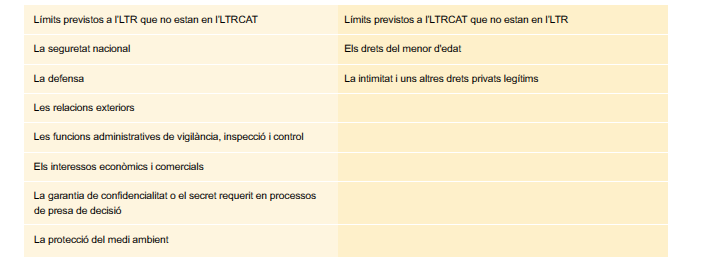 Límits previstos a l'LTR que no estan en l'LTRCAT
Límits previstos a l'LTRCAT que no estan en l'LTR
La seguretat nacional
Els drets del menor d'edat
La defensa
La intimitat i uns altres drets privats legítims
Les relacions exteriors
Les funcions administratives de vigilància, inspecció i control
Els interessos econòmics i comercials
La garantia de confidencialitat o el secret requerit en processos
de presa de decisió
La protecció del medi ambient